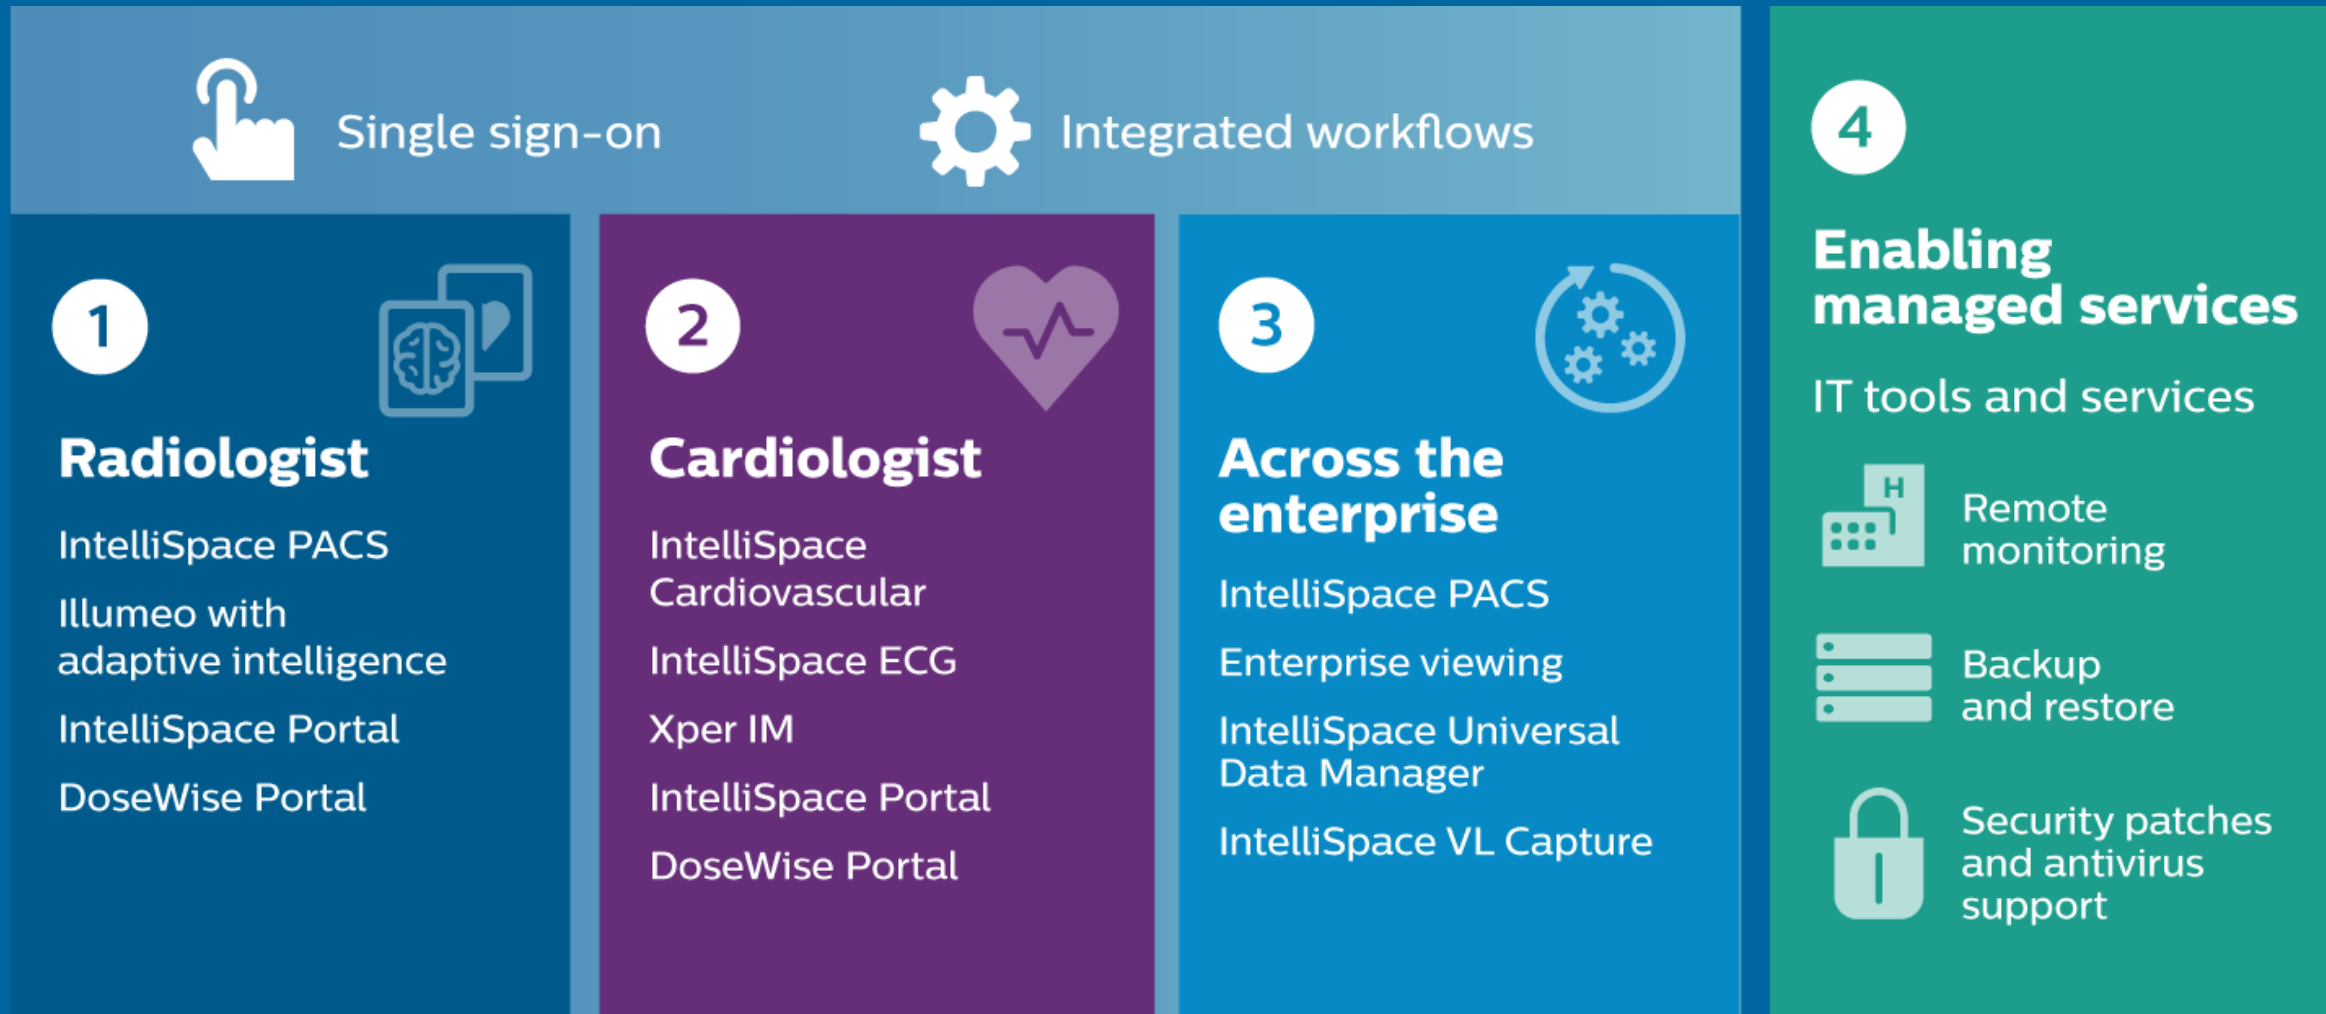 Single sign-on
Integrated workflows
1
Radiologist
IntelliSpace PACS
Illumeo with
adaptive intelligence
IntelliSpace Portal
DoseWise Portal
2
Cardiologist
IntelliSpace
Cardiovascular
IntelliSpace ECG
Xper IM
IntelliSpace Portal
DoseWise Portal
3
Across the
enterprise
IntelliSpace PACS
Enterprise viewing
IntelliSpace Universal
Data Manager
IntelliSpace VL Capture
4
Enabling
managed services
IT tools and services
H
Remote
monitoring
Backup
and restore
Security patches
and antivirus
support